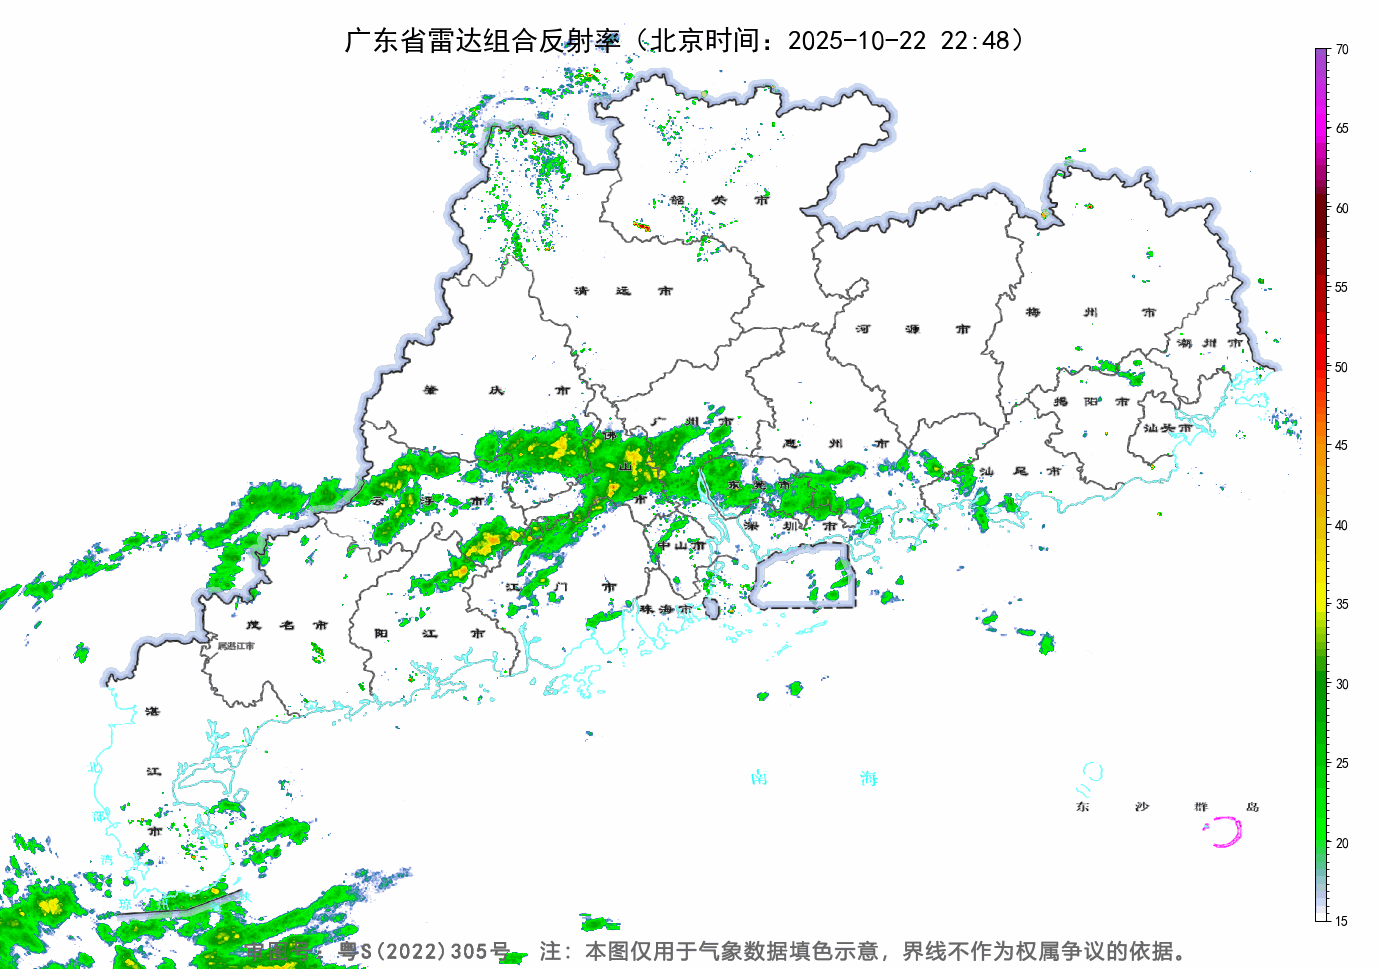 广东省雷达组合反射率（北京时间：2025-10-22 22:48）
70
65
60
55
50
45
40
35
30
25
20
15
韶关市
清远市
河源市
梅州市
潮州市
肇庆市
广州市
惠州市
揭阳市
汕头市
佛山市
东莞市
汕尾市
云浮市
深圳市
中山市
江门市
珠海市
茂名市
阳江市
属湛江市
湛江市
北部湾
南海
东沙群岛
粤S(2022)305号
注：本图仅用于气象数据填色示意，界线不作为权属争议的依据。